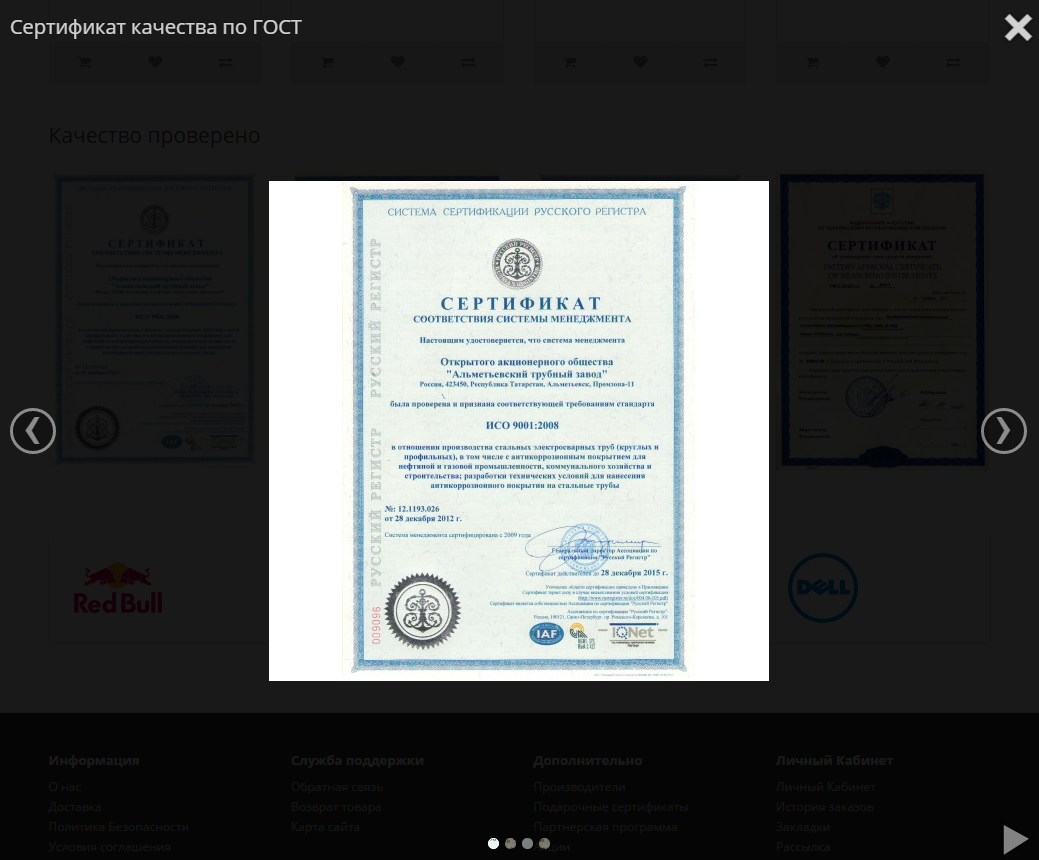 Сертификат качества по ГОСТ
Качество проверено
СИСТЕМА СЕРТИФИКАЦИИ РУССКОГО РЕГИСТРА
РУССКИЙ РЕГИСТР
РУССКИЙ РЕГИСТР
СЕРТИФИКАТ
СООТВЕТСТВИЯ СИСТЕМЫ МЕНЕДЖМЕНТА
Настоящим удостоверяется, что система менеджмента
Открытого акционерного общества
"Альметьевский трубный завод"
Россия, 423450, Республика Татарстан, Альметьевск, Промзона-11
была проверена и признана соответствующей требованиям стандарта
ИСО 9001:2008
в отношении производства стальных электросварных труб (круглых и
профильных), в том числе с антикоррозионным покрытием для
нефтяной и газовой промышленности, коммунального хозяйства и
строительства; разработки технических условий для нанесения
антикоррозионного покрытия на стальные трубы
№: 12.1193.026
от 28 декабря 2012 г.
Система менеджмента сертифицирована с 2009 года
Генеральный директор Ассоциации по
сертификации "Русский Регистр"
Сертификат действителен до 28 декабря 2015 г.
009096
IAF
IQNet
СЕРТИФИКАТ
СЕРТИФИКАТ
Red Bull
DELL
Информация
Служба поддержки
Дополнительно
Личный Кабинет
О нас
Обратная связь
Производители
Личный Кабинет
Доставка
Возврат товара
Подарочные сертификаты
История заказов
Политика Безопасности
Карта сайта
Партнерская программа
Закладки
Условия соглашения
Рассылка